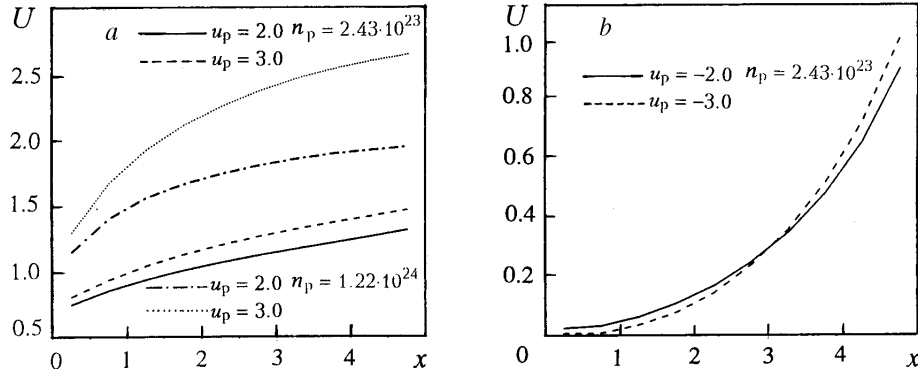 U
a
u_p = 2.0 n_p = 2.43·10^23
u_p = 3.0
2.5
2.0
1.5
1.0
0.5
u_p = 2.0 n_p = 1.22·10^24
u_p = 3.0
0 1 2 3 4 x
U
b
1.0
u_p = −2.0 n_p = 2.43·10^23
u_p = −3.0
0.8
0.6
0.4
0.2
0 1 2 3 4 x